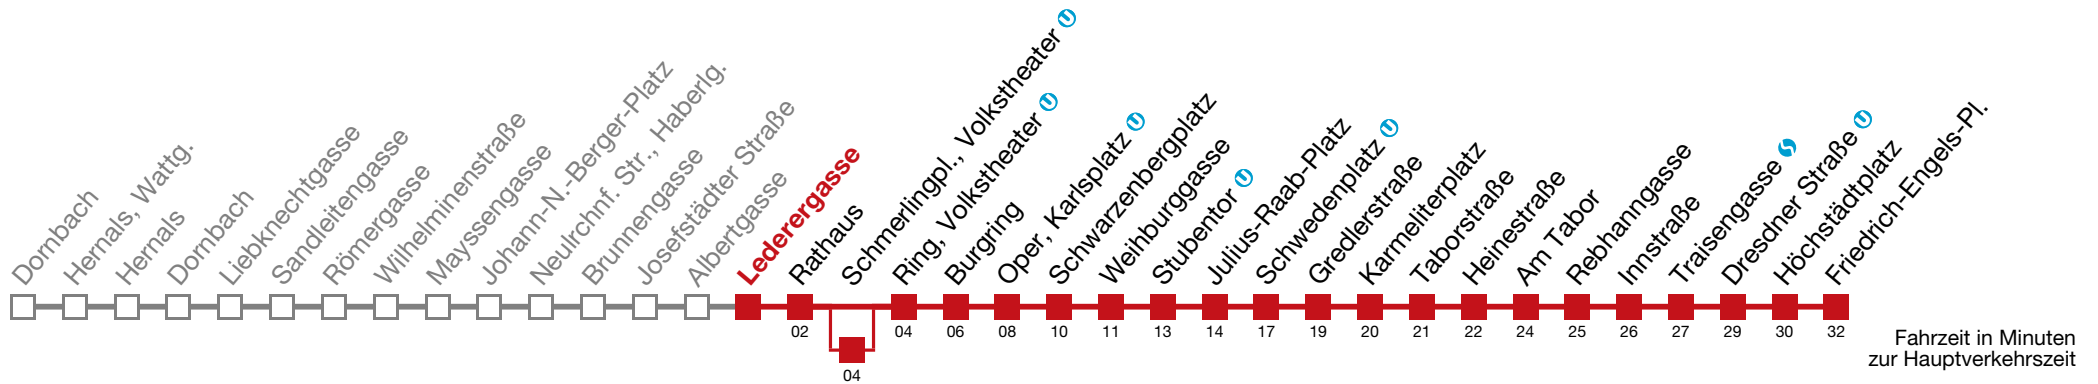 Dornbach
Hernals, Wattg.
Hernals
Dornbach
Liebknechtgasse
Sandleitengasse
Römergasse
Wilhelminenstraße
Mayssengasse
Johann-N.-Berger-Platz
Neulrchnf. Str., Haberlg.
Brunnengasse
Josefstädter Straße
Albertgasse
Lederergasse
Rathaus
Schmerlingpl., Volkstheater U
Ring, Volkstheater U
Burgring
Oper, Karlsplatz U
Schwarzenbergplatz
Weihburggasse
Stubentor U
Julius-Raab-Platz
Schwedenplatz U
Gredlerstraße
Karmeliterplatz
Taborstraße
Heinestraße
Am Tabor
Rebhanngasse
Innstraße
Traisengasse S
Dresdner Straße U
Höchstädtplatz
Friedrich-Engels-Pl.
02 04 06 08 10 11 13 14 17 19 20 21 22 24 25 26 27 29 30 32
04
Fahrzeit in Minuten
zur Hauptverkehrszeit